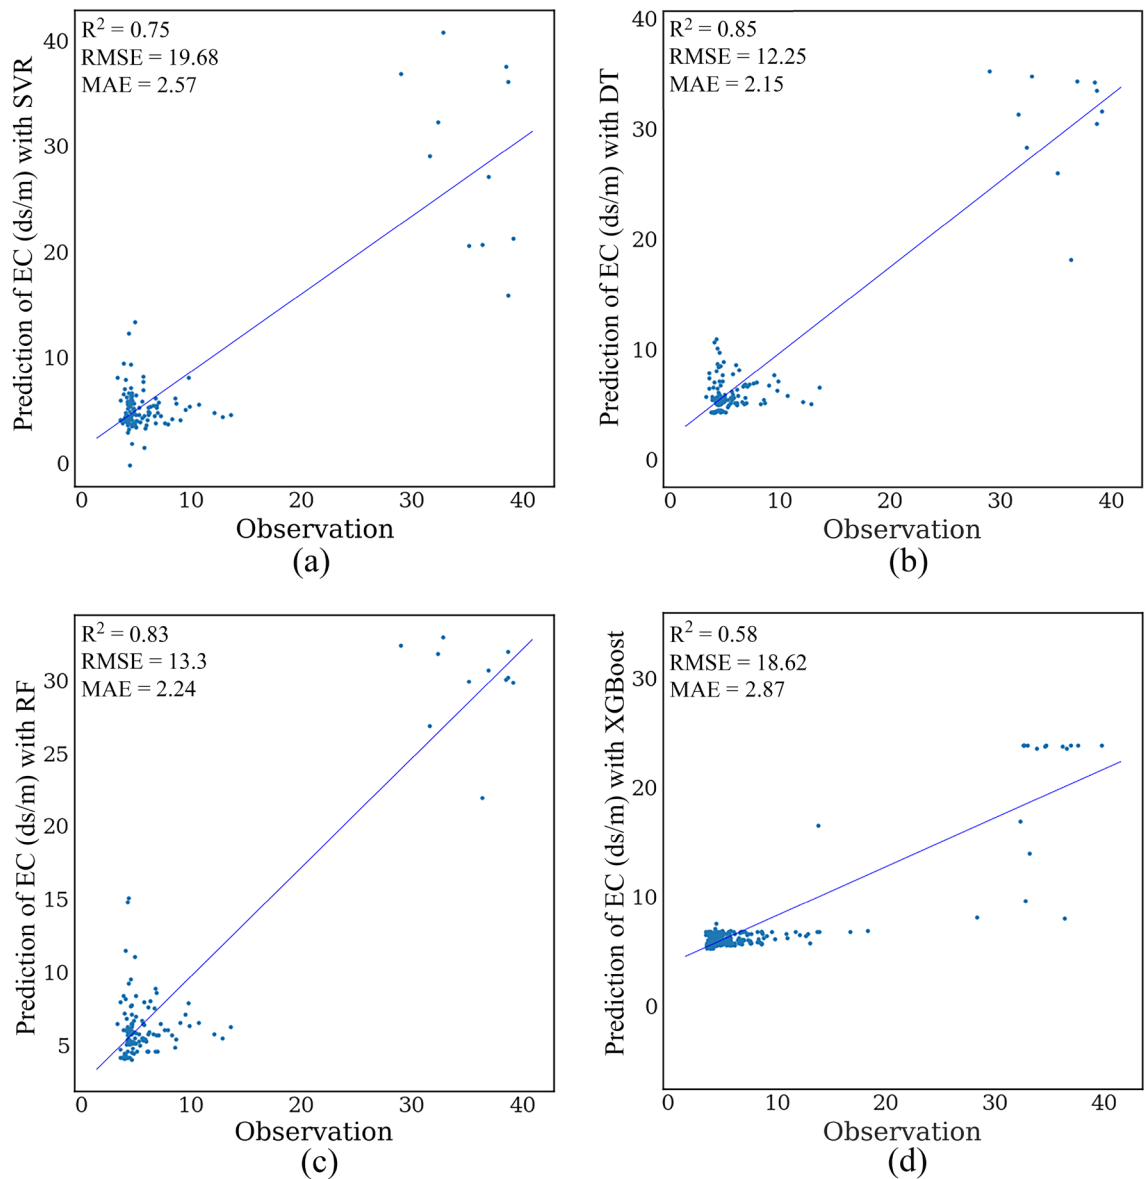 R² = 0.75
RMSE = 19.68
MAE = 2.57
Prediction of EC (ds/m) with SVR
40
30
20
10
0
0 10 20 30 40
Observation
(a)
R² = 0.85
RMSE = 12.25
MAE = 2.15
Prediction of EC (ds/m) with DT
40
30
20
10
0
0 10 20 30 40
Observation
(b)
R² = 0.83
RMSE = 13.3
MAE = 2.24
Prediction of EC (ds/m) with RF
30
25
20
15
10
5
0 10 20 30 40
Observation
(c)
R² = 0.58
RMSE = 18.62
MAE = 2.87
Prediction of EC (ds/m) with XGBoost
30
20
10
0
0 10 20 30 40
Observation
(d)